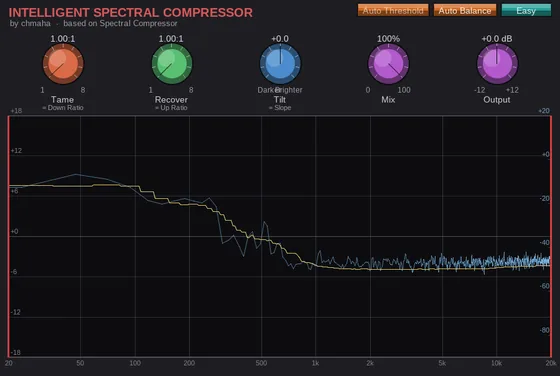 INTELLIGENT SPECTRAL COMPRESSOR
by chmaha • based on Spectral Compressor
Auto Threshold
Auto Balance
Easy
1.00:1
1.00:1
+0.0
100%
+0.0 dB
1 8
1 8
Darker Brighter
0 100
-12 +12
Tame
Recover
Tilt
Mix
Output
= Down Ratio
= Up Ratio
= Slope
+18
+12
+6
+0
-6
-12
-18
+20
+0
-20
-40
-60
-80
20 50 100 200 500 1k 2k 5k 10k 20k